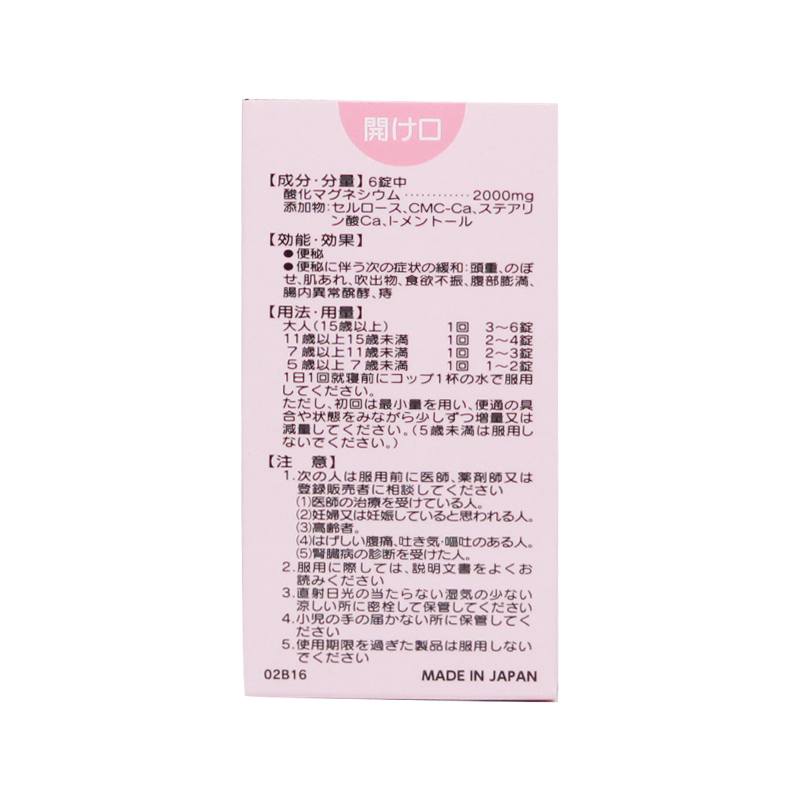 開け口
【成分・分量】6錠中
酸化マグネシウム…………2000mg
添加物:セルロース、CMC-Ca、ステアリ
ン酸Ca、l-メントール
【効能・効果】
●便秘
●便秘に伴う次の症状の緩和:頭重、のぼ
せ、肌あれ、吹出物、食欲不振、腹部膨満、
腸内異常醗酵、痔
【用法・用量】
大人(15歳以上) 1回 3〜6錠
11歳以上15歳未満 1回 2〜4錠
7歳以上11歳未満 1回 2〜3錠
5歳以上7歳未満 1回 1〜2錠
1日1回就寝前にコップ1杯の水で服用
してください。
ただし、初回は最小量を用い、便通の具
合や状態をみながら少しずつ増量又は
減量してください。(5歳未満は服用し
ないでください。)
【注 意】
1.次の人は服用前に医師、薬剤師又は
登録販売者に相談してください
(1)医師の治療を受けている人。
(2)妊婦又は妊娠していると思われる人。
(3)高齢者。
(4)はげしい腹痛、吐き気・嘔吐のある人。
(5)腎臓病の診断を受けた人。
2.服用に際しては、説明文書をよくお
読みください
3.直射日光の当たらない湿気の少ない
涼しい所に密栓して保管してください
4.小児の手の届かない所に保管してく
ださい
5.使用期限を過ぎた製品は服用しない
でください
02B16 MADE IN JAPAN